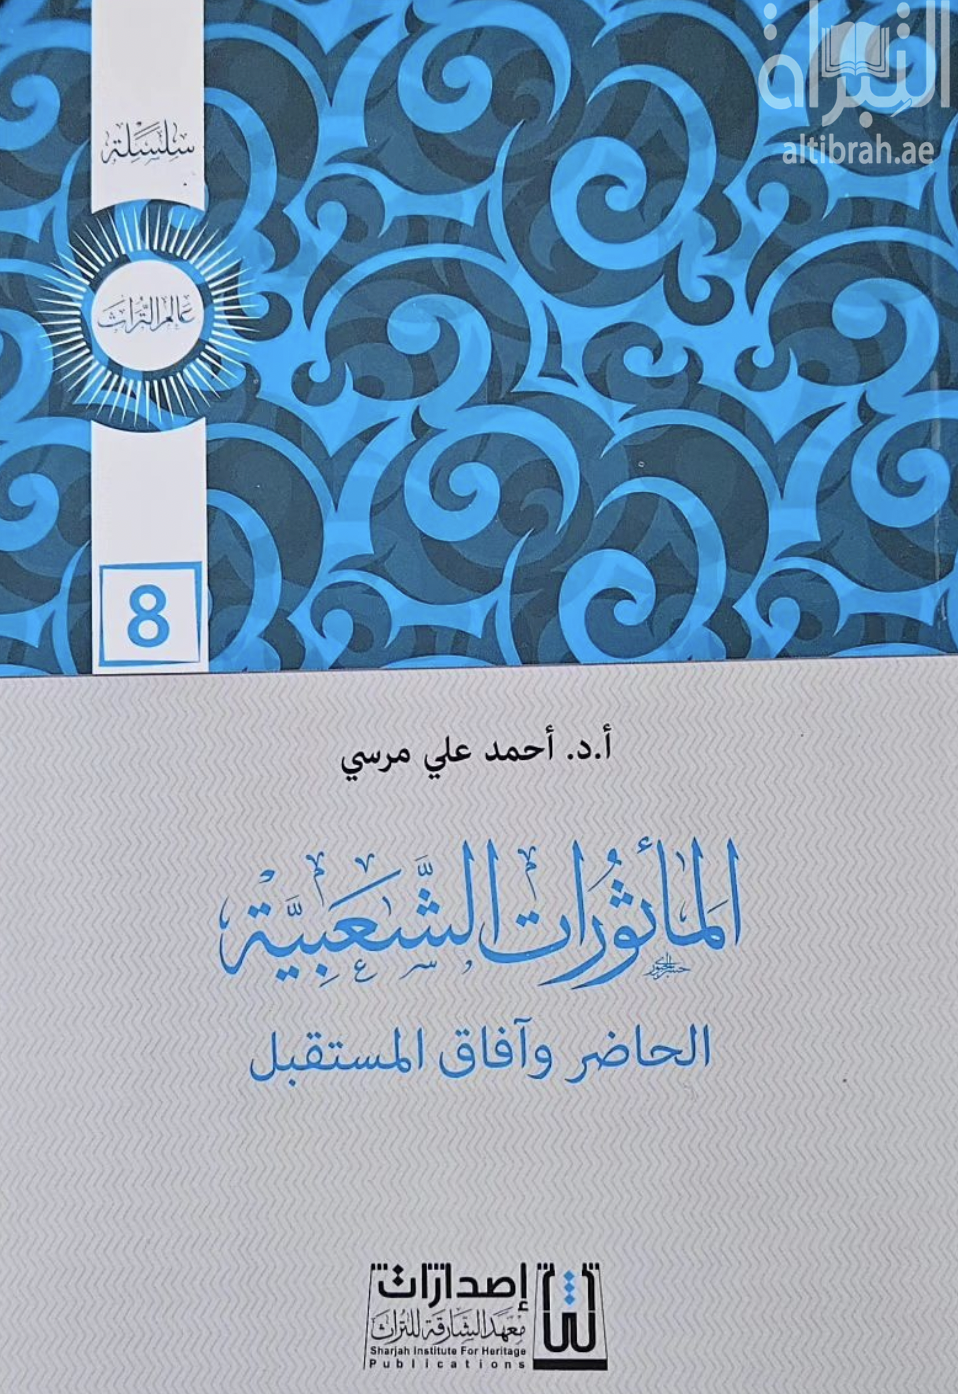 التبراة
altibrah.ae
سلسلة
عالم التراث
8
أ.د. أحمد علي مرسي
المأثورات الشعبية
الحاضر وآفاق المستقبل
إصدارات
معهد الشارقة للتراث
Sharjah Institute For Heritage
Publications